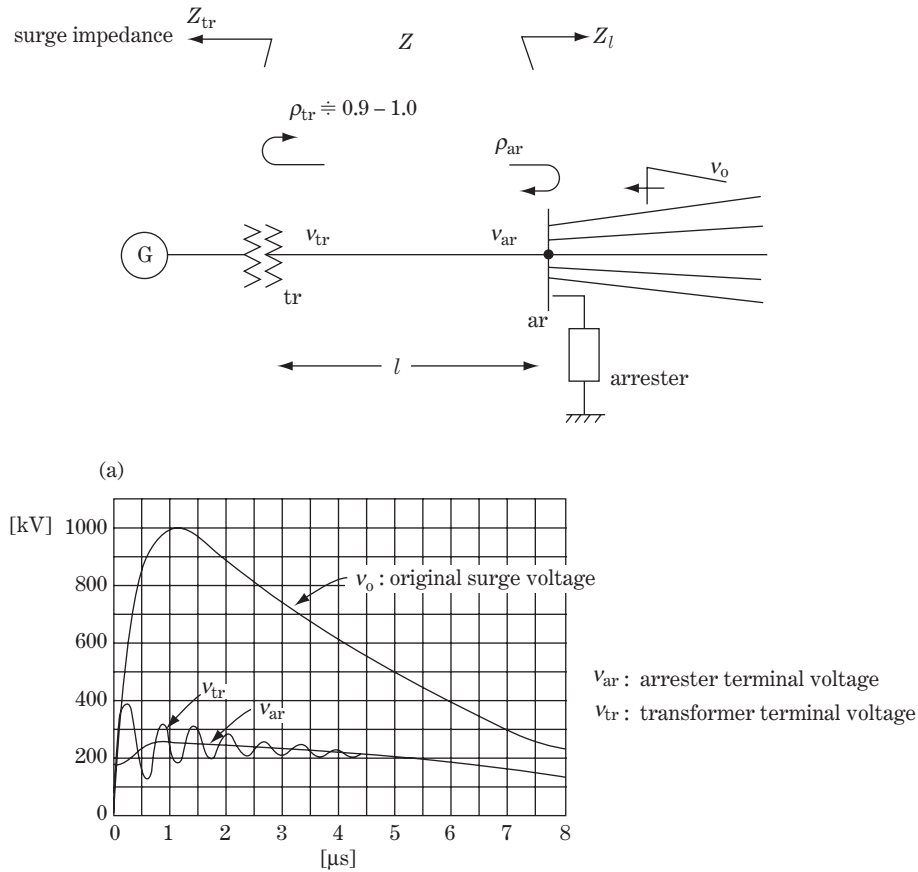 surge impedance
Z_tr
Z
Z_l
ρ_tr ≒ 0.9 – 1.0
ρ_ar
v_o
v_tr
v_ar
G
tr
ar
l
arrester
(a)
[kV]
1000
800
600
400
200
0
v_o : original surge voltage
v_tr
v_ar
v_ar : arrester terminal voltage
v_tr : transformer terminal voltage
0 1 2 3 4 5 6 7 8
[μs]